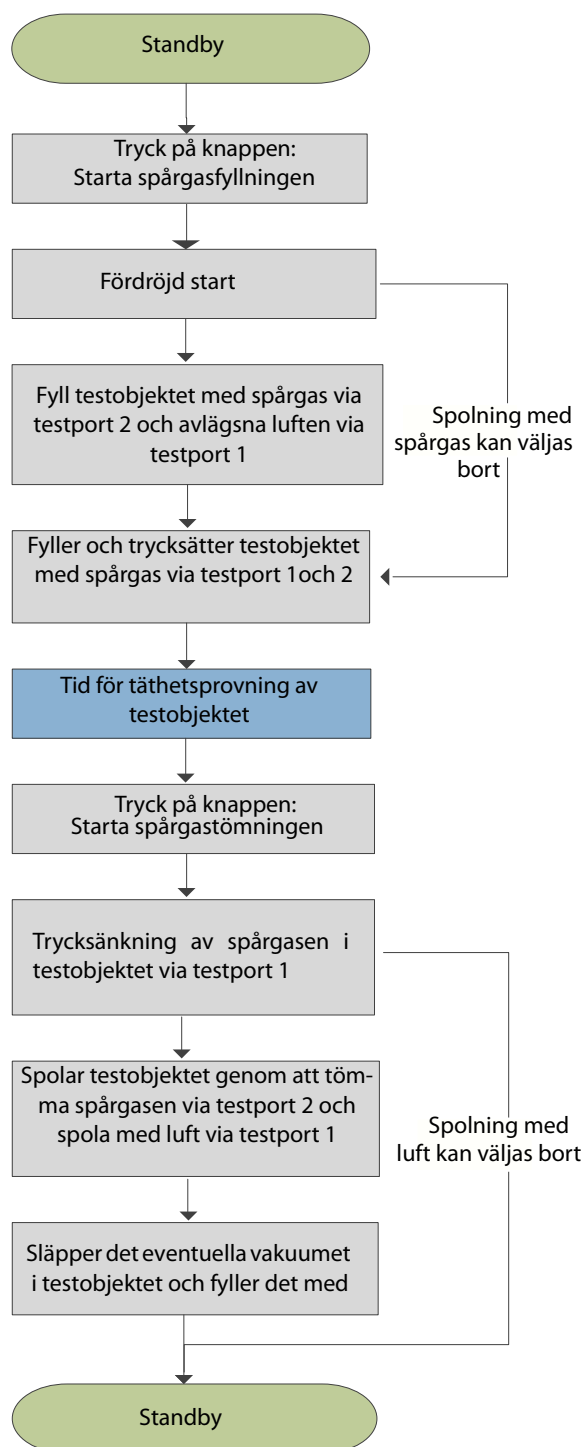 Standby
Tryck på knappen:
Starta spårgasfyllningen
Fördröjd start
Fyll testobjektet med spårgas via
testport 2 och avlägsna luften via
testport 1
Spolning med
spårgas kan väljas
bort
Fyller och trycksätter testobjektet
med spårgas via testport 1och 2
Tid för täthetsprovning av
testobjektet
Tryck på knappen:
Starta spårgastömningen
Trycksänkning av spårgasen i
testobjektet via testport 1
Spolar testobjektet genom att töm-
ma spårgasen via testport 2 och
spola med luft via testport 1
Spolning med
luft kan väljas bort
Släpper det eventuella vakuumet
i testobjektet och fyller det med
Standby